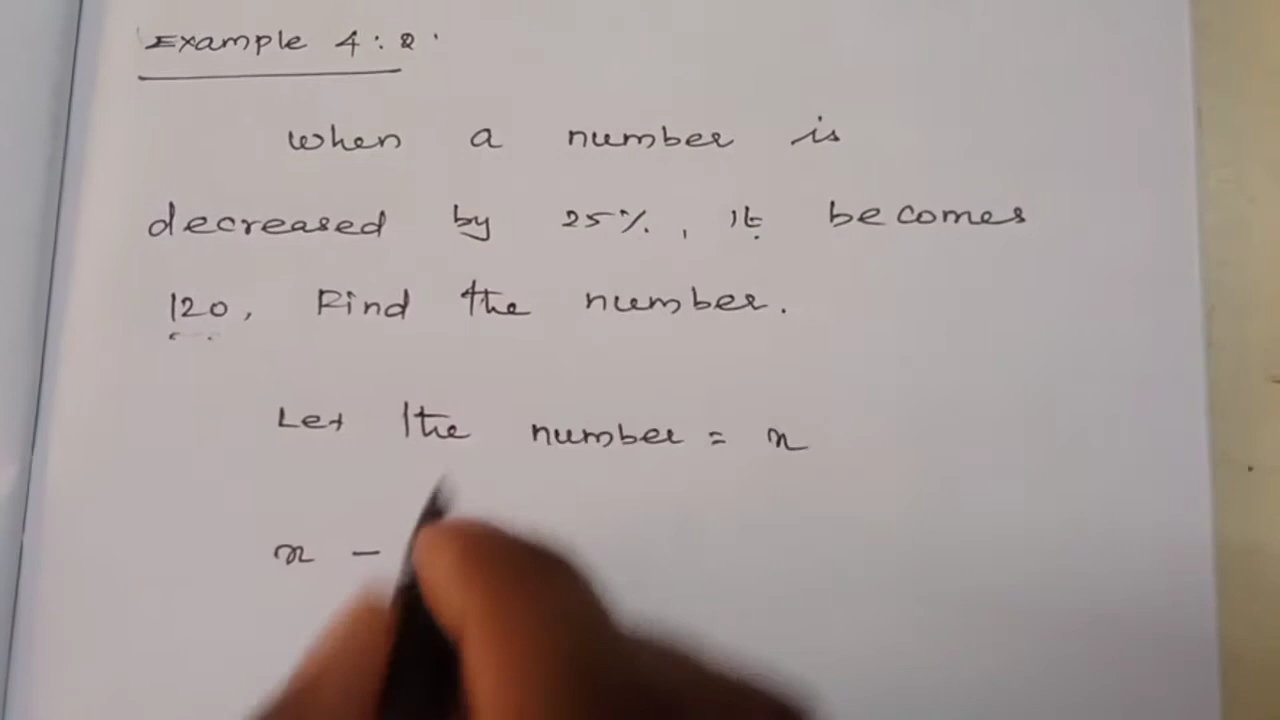 Example 4:2.
When a number is
decreased by 25%, it becomes
120, Find the number.
Let the number = x
x -